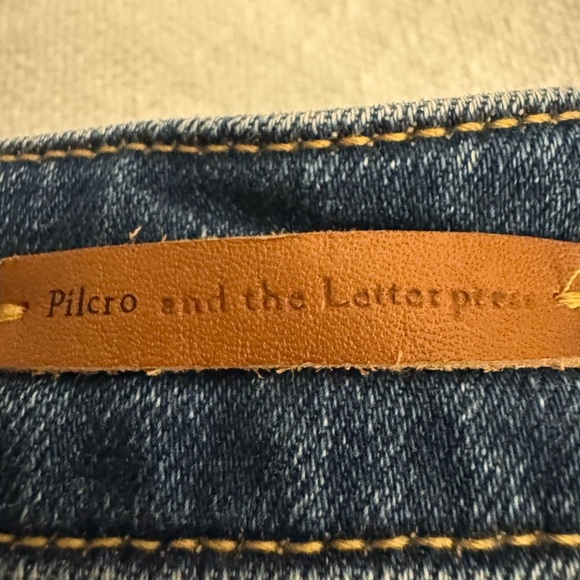 Pilcro and the Letterpress